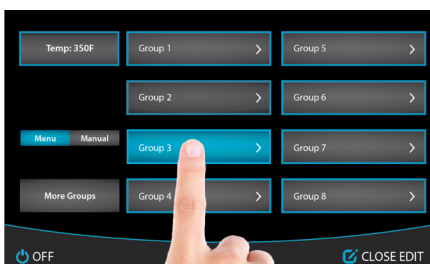 Temp: 350F
Group 1
Group 5
Group 2
Group 6
Menu
Manual
Group 3
Group 7
More Groups
Group 4
Group 8
OFF
CLOSE EDIT